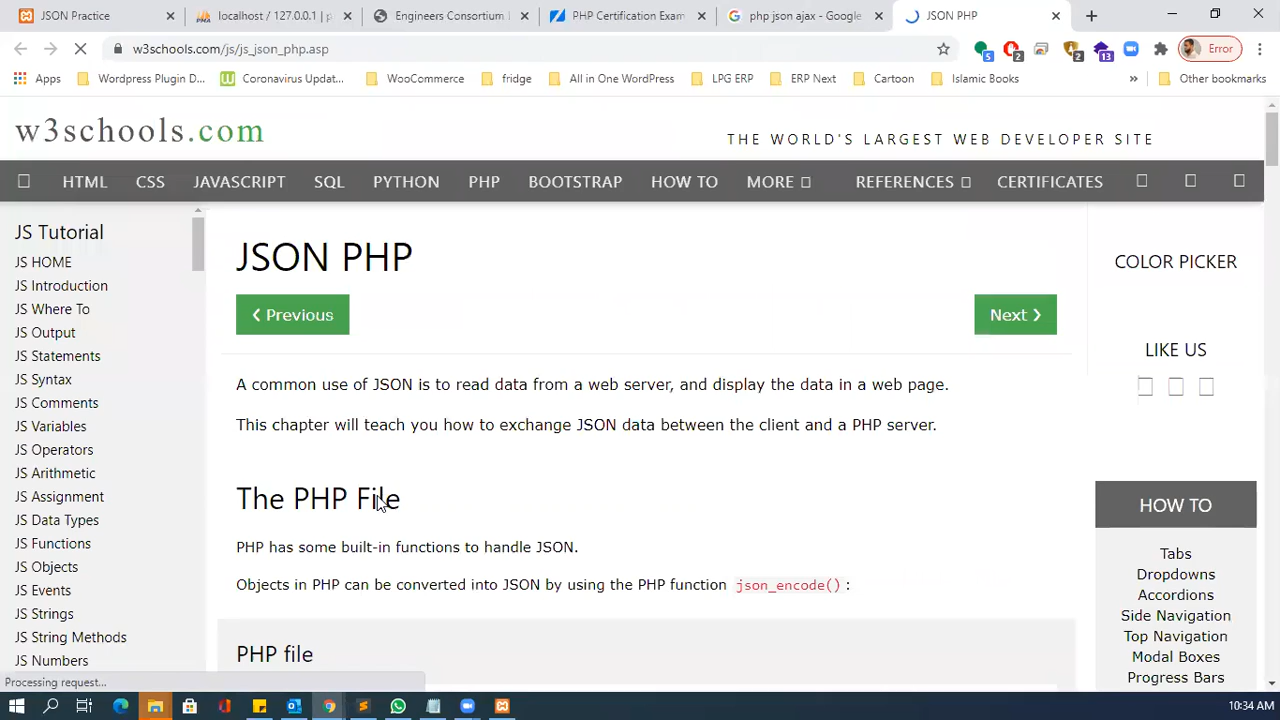 JSON Practice
localhost / 127.0.0.1 | p
Engineers Consortium
PHP Certification Exam
php json ajax - Google
JSON PHP
w3schools.com/js/js_json_php.asp
5
2
2
13
Error
Apps
Wordpress Plugin D...
Coronavirus Updat...
WooCommerce
fridge
All in One WordPress
LPG ERP
ERP Next
Cartoon
Islamic Books
»
Other bookmarks
w3schools.com
THE WORLD'S LARGEST WEB DEVELOPER SITE
HTML
CSS
JAVASCRIPT
SQL
PYTHON
PHP
BOOTSTRAP
HOW TO
MORE
REFERENCES
CERTIFICATES
JS Tutorial
JS HOME
JS Introduction
JS Where To
JS Output
JS Statements
JS Syntax
JS Comments
JS Variables
JS Operators
JS Arithmetic
JS Assignment
JS Data Types
JS Functions
JS Objects
JS Events
JS Strings
JS String Methods
JS Numbers
JSON PHP
❮ Previous
Next ❯
A common use of JSON is to read data from a web server, and display the data in a web page.
This chapter will teach you how to exchange JSON data between the client and a PHP server.
The PHP File
PHP has some built-in functions to handle JSON.
Objects in PHP can be converted into JSON by using the PHP function json_encode():
PHP file
COLOR PICKER
LIKE US
HOW TO
Tabs
Dropdowns
Accordions
Side Navigation
Top Navigation
Modal Boxes
Progress Bars
Processing request...
10:34 AM